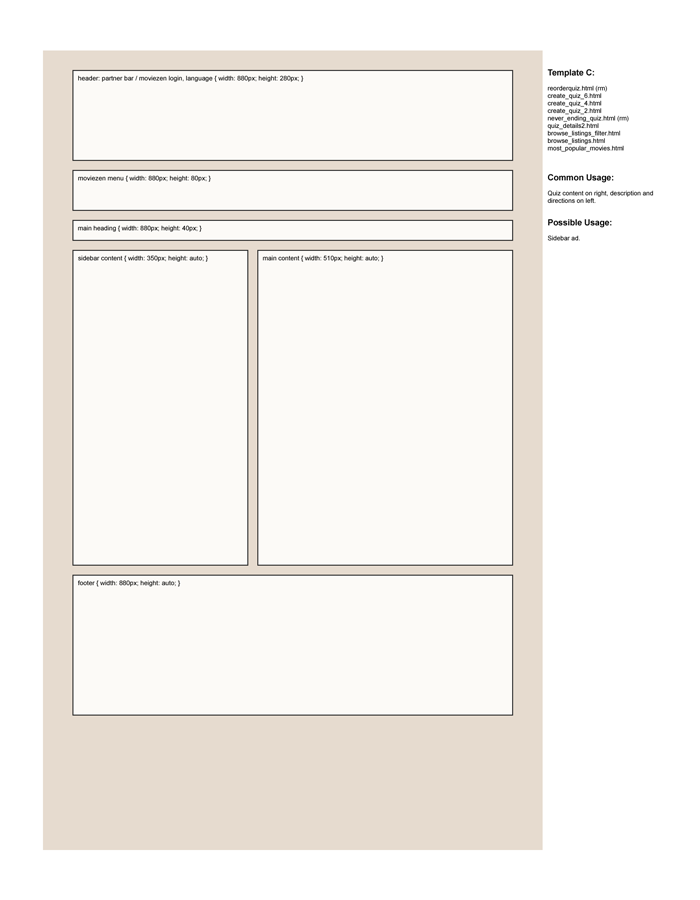 header: partner bar / moviezen login, language { width: 880px; height: 280px; }
moviezen menu { width: 880px; height: 80px; }
main heading { width: 880px; height: 40px; }
sidebar content { width: 350px; height: auto; }
main content { width: 510px; height: auto; }
footer { width: 880px; height: auto; }
Template C:
reorderquiz.html (rm)
create_quiz_6.html
create_quiz_4.html
create_quiz_2.html
never_ending_quiz.html (rm)
quiz_details2.html
browse_listings_filter.html
browse_listings.html
most_popular_movies.html
Common Usage:
Quiz content on right, description and
directions on left.
Possible Usage:
Sidebar ad.